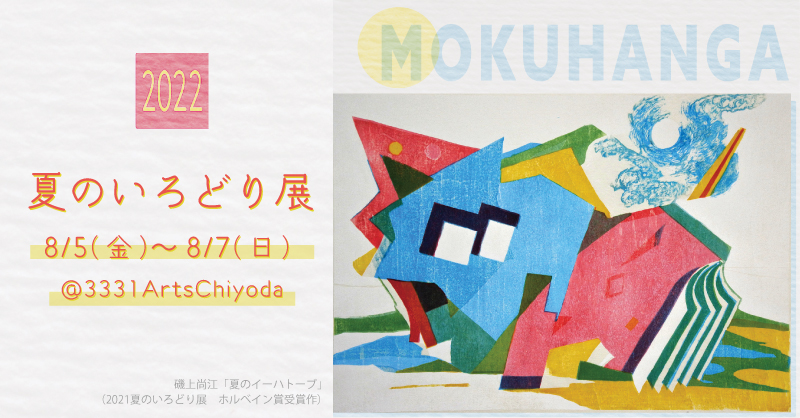 MOKUHANGA
2022
夏のいろどり展
8/5(金)〜8/7(日)
@3331ArtsChiyoda
磯上尚江「夏のイーハトーブ」
(2021夏のいろどり展　ホルベイン賞受賞作)